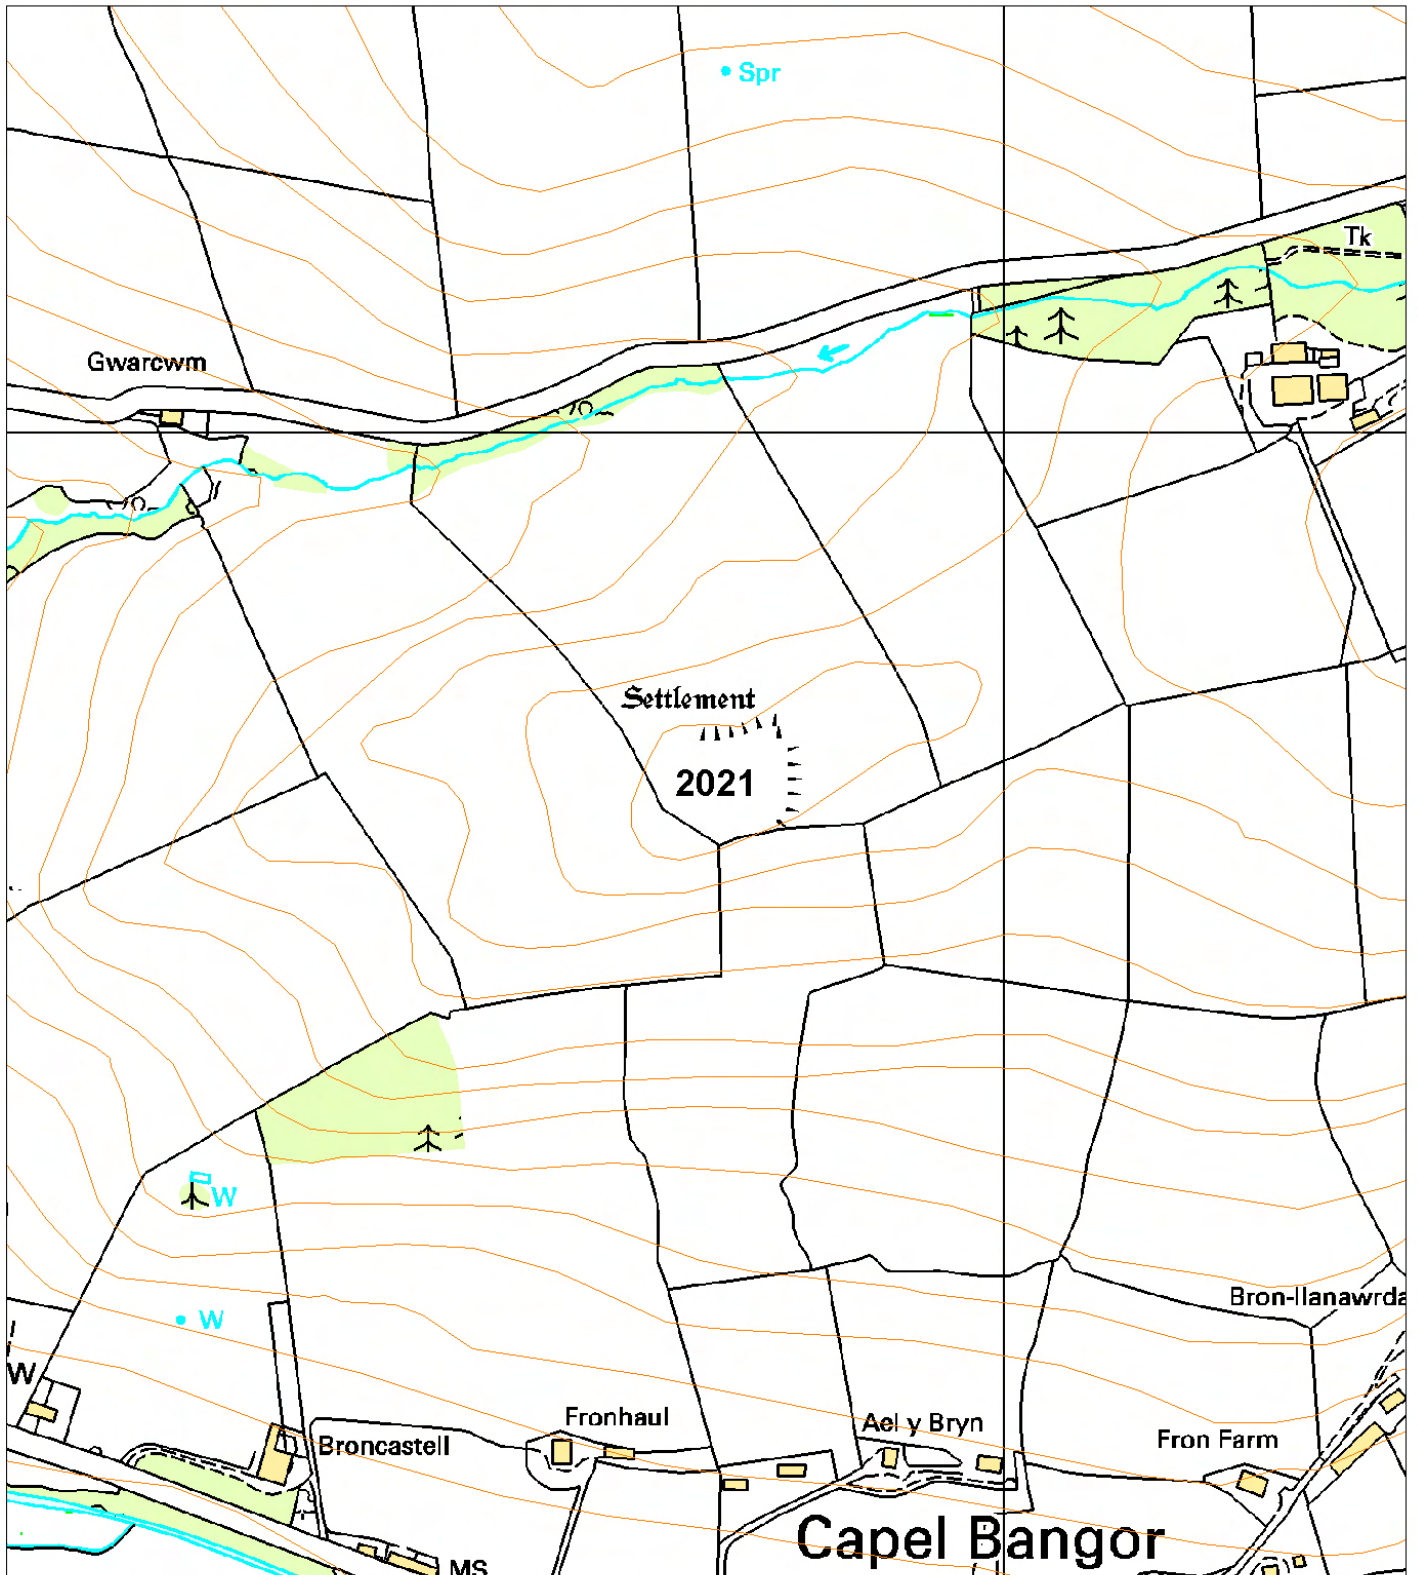 Spr
Tk
Gwarcwm
Settlement
2021
W
W
Bron-llanawrda
W
Fronhaul
Ael y Bryn
Broncastell
Fron Farm
Capel Bangor
MS